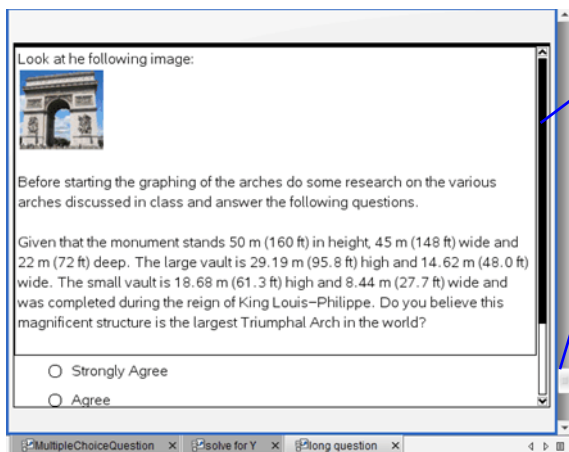 Look at he following image:
Before starting the graphing of the arches do some research on the various
arches discussed in class and answer the following questions.
Given that the monument stands 50 m (160 ft) in height, 45 m (148 ft) wide and
22 m (72 ft) deep. The large vault is 29.19 m (95.8 ft) high and 14.62 m (48.0 ft)
wide. The small vault is 18.68 m (61.3 ft) high and 8.44 m (27.7 ft) wide and
was completed during the reign of King Louis–Philippe. Do you believe this
magnificent structure is the largest Triumphal Arch in the world?
Strongly Agree
Agree
MultipleChoiceQuestion solve for Y long question